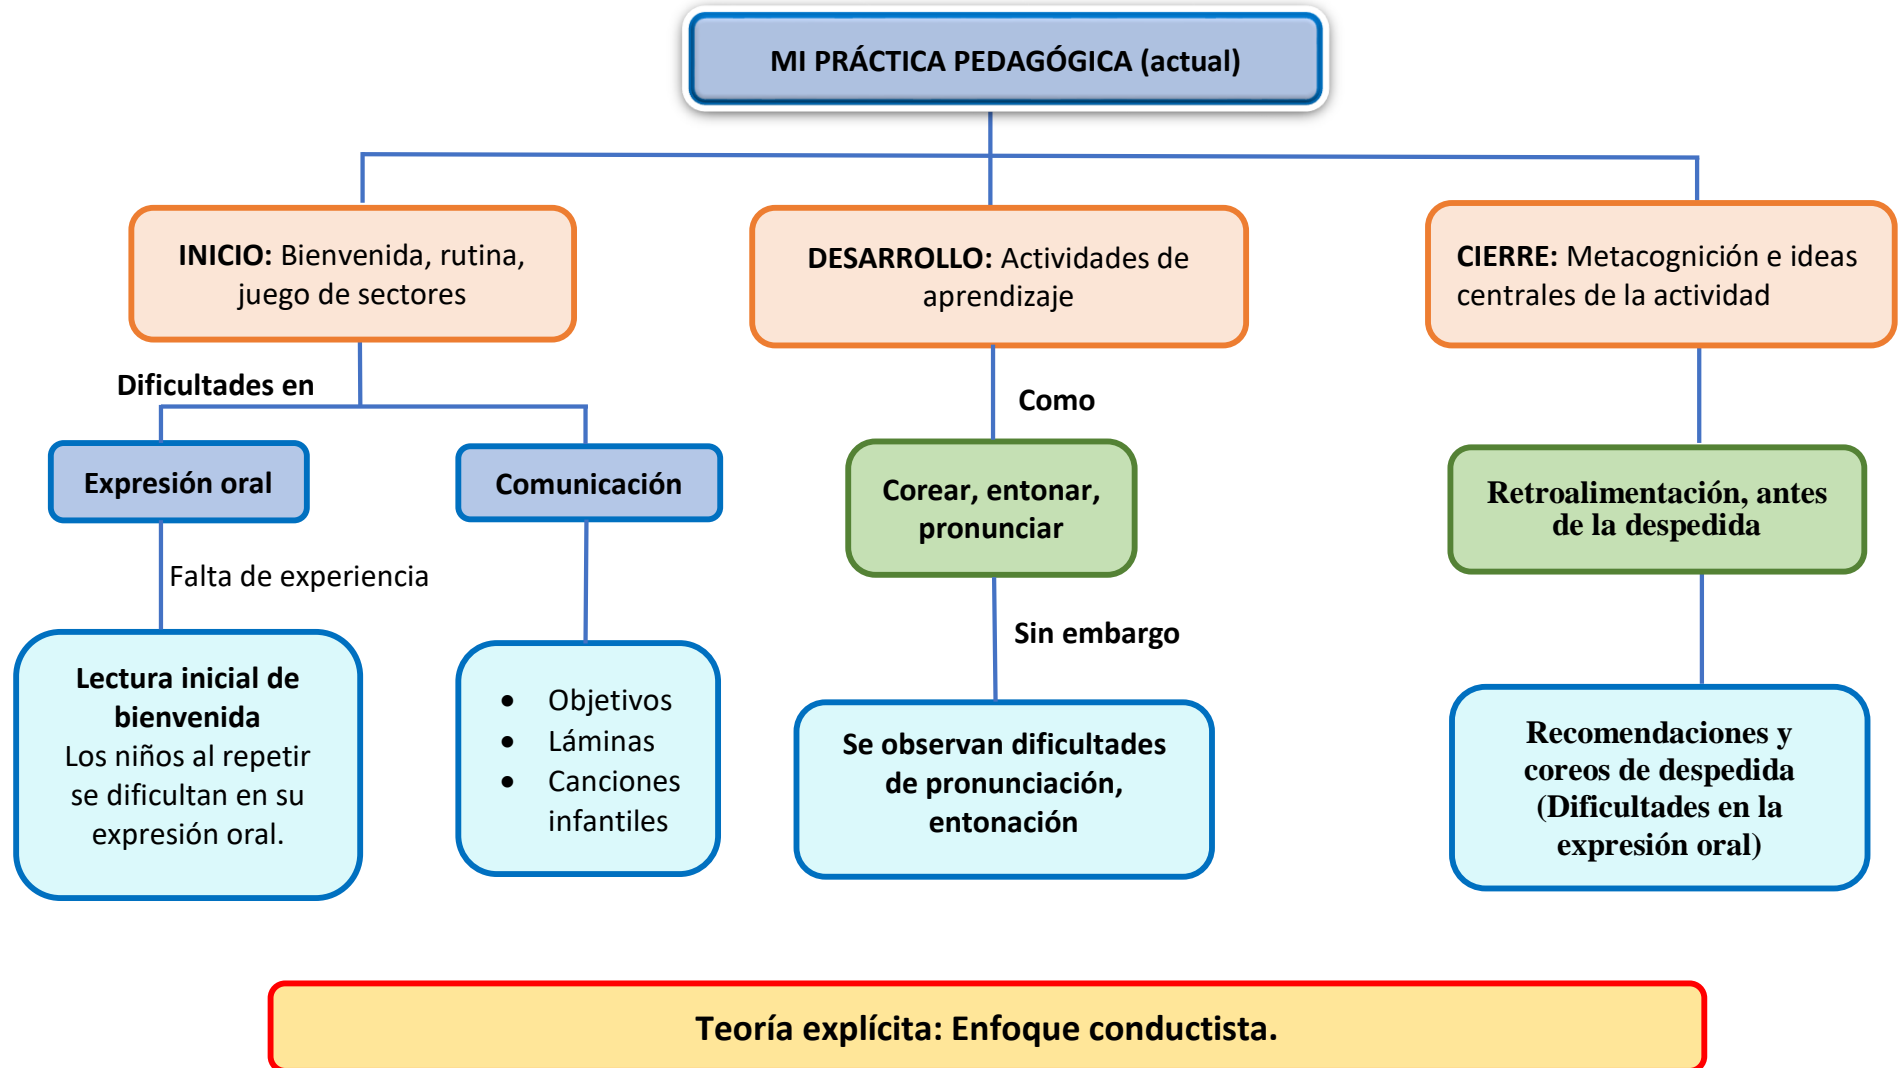 MI PRÁCTICA PEDAGÓGICA (actual)
INICIO: Bienvenida, rutina,
juego de sectores
DESARROLLO: Actividades de
aprendizaje
CIERRE: Metacognición e ideas
centrales de la actividad
Dificultades en
Como
Expresión oral
Comunicación
Corear, entonar,
pronunciar
Retroalimentación, antes
de la despedida
Falta de experiencia
Sin embargo
Lectura inicial de
bienvenida
Los niños al repetir
se dificultan en su
expresión oral.
• Objetivos
• Láminas
• Canciones
infantiles
Se observan dificultades
de pronunciación,
entonación
Recomendaciones y
coreos de despedida
(Dificultades en la
expresión oral)
Teoría explícita: Enfoque conductista.